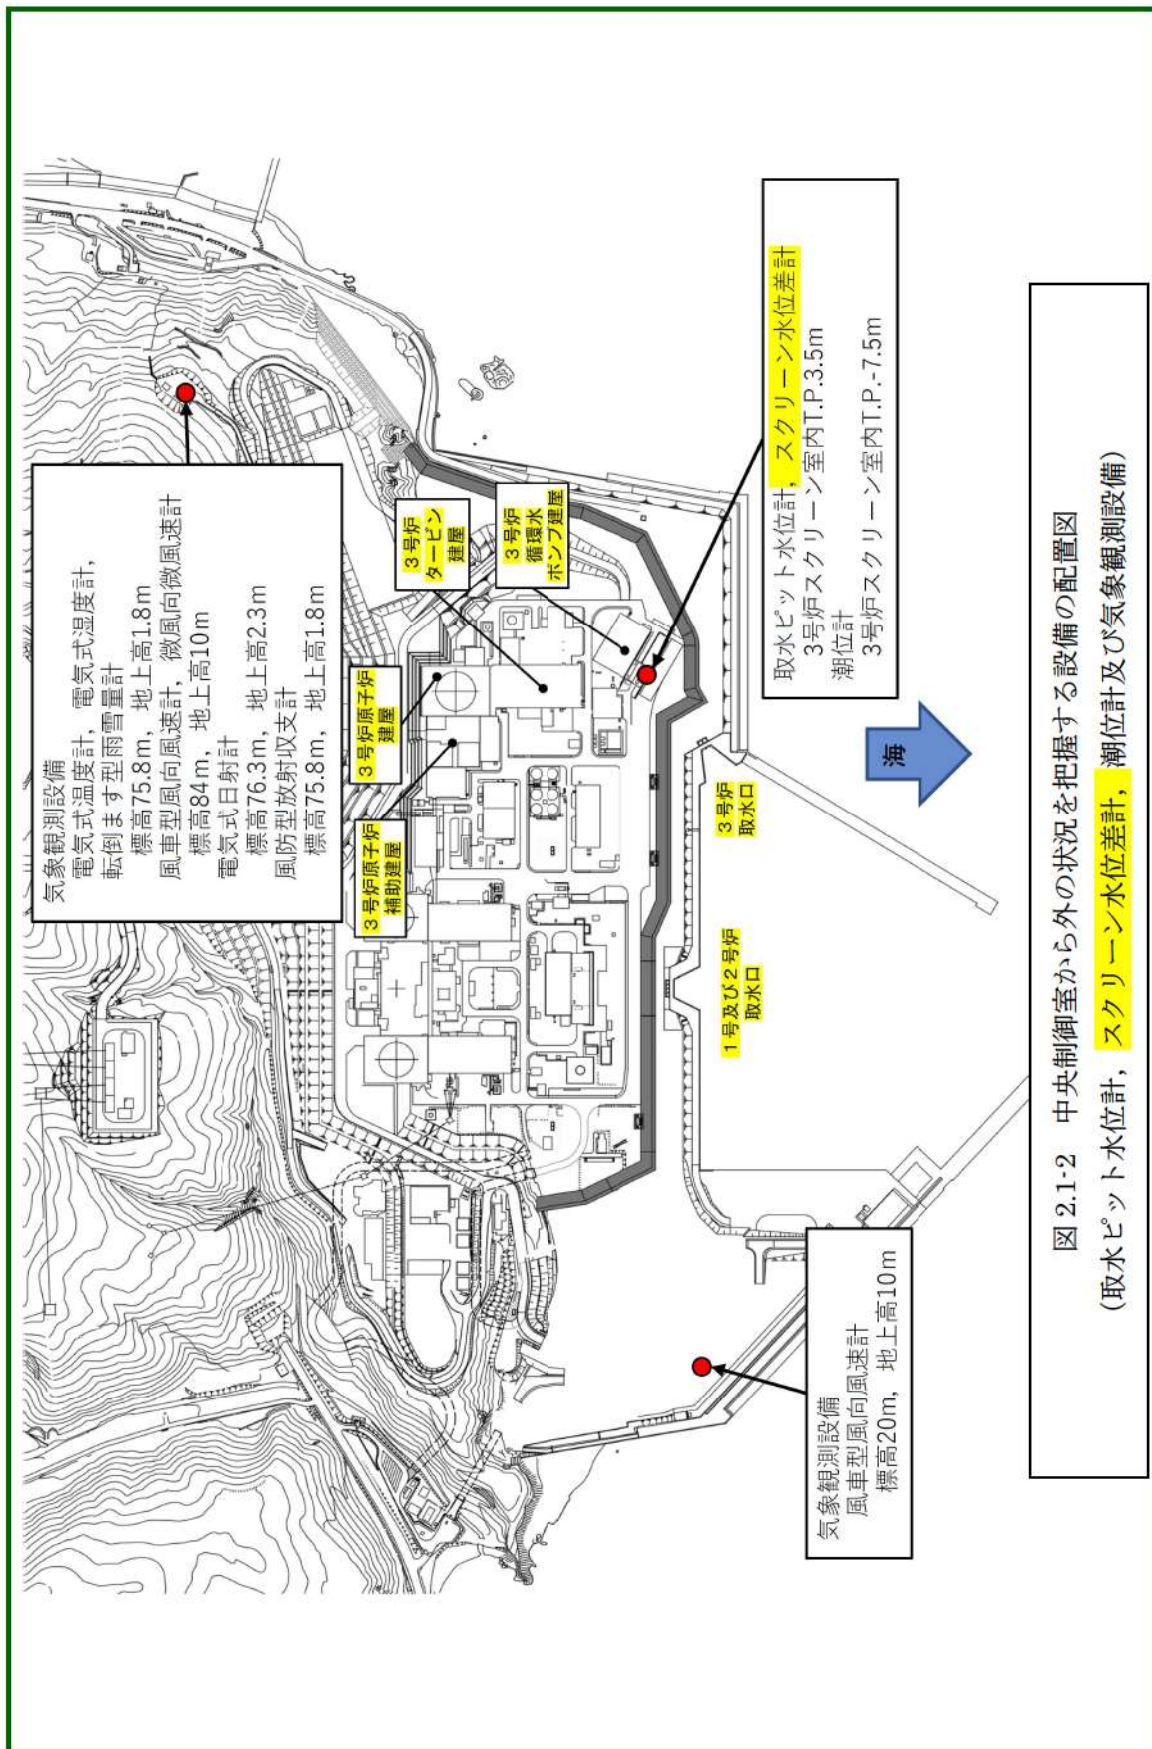 気象観測設備
電気式温度計，電気式湿度計，
転倒ます型雨雪量計
標高75.8m，地上高1.8m
風車型風向風速計，微風向微風速計
標高84m，地上高10m
電気式日射計
標高76.3m，地上高2.3m
風防型放射収支計
標高75.8m，地上高1.8m
３号炉原子炉
建屋
３号炉
タービン
建屋
３号炉原子炉
補助建屋
３号炉
循環水
ポンプ建屋
１号及び２号炉
取水口
３号炉
取水口
取水ピット水位計，スクリーン水位差計
3号炉スクリーン室内T.P.3.5m
潮位計
3号炉スクリーン室内T.P.-7.5m
海
気象観測設備
風車型風向風速計
標高20m，地上高10m
図 2.1-2　中央制御室から外の状況を把握する設備の配置図
(取水ピット水位計，スクリーン水位差計，潮位計及び気象観測設備)